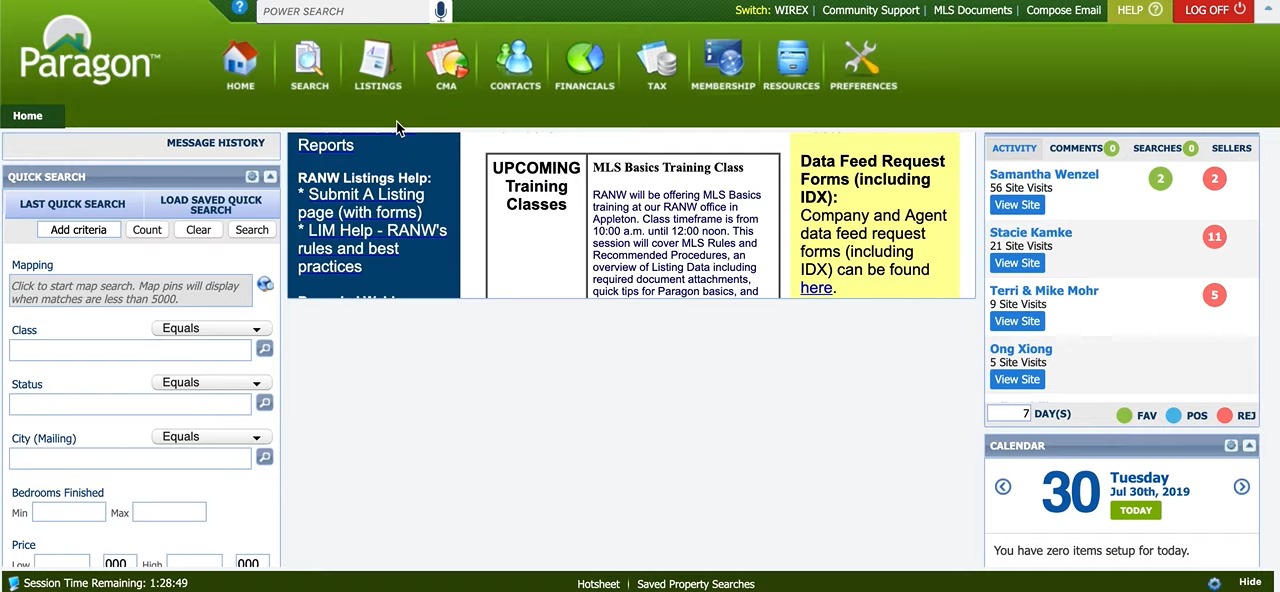 POWER SEARCH
Switch: WIREX | Community Support | MLS Documents | Compose Email
HELP
LOG OFF
Paragon™
HOME
SEARCH
LISTINGS
CMA
CONTACTS
FINANCIALS
TAX
MEMBERSHIP
RESOURCES
PREFERENCES
Home
MESSAGE HISTORY
QUICK SEARCH
LAST QUICK SEARCH
LOAD SAVED QUICK
SEARCH
Add criteria
Count
Clear
Search
Mapping
Click to start map search. Map pins will display
when matches are less than 5000.
Class
Equals
Status
Equals
City (Mailing)
Equals
Bedrooms Finished
Min
Max
Price
Low
000
High
000
Reports
RANW Listings Help:
* Submit A Listing
page (with forms)
* LIM Help - RANW's
rules and best
practices
UPCOMING
Training
Classes
MLS Basics Training Class
RANW will be offering MLS Basics
training at our RANW office in
Appleton. Class timeframe is from
10:00 a.m. until 12:00 noon. This
session will cover MLS Rules and
Recommended Procedures, an
overview of Listing Data including
required document attachments,
quick tips for Paragon basics, and
Data Feed Request
Forms (including
IDX):
Company and Agent
data feed request
forms (including
IDX) can be found
here.
ACTIVITY
COMMENTS 0
SEARCHES 0
SELLERS
Samantha Wenzel
56 Site Visits
View Site
2
2
Stacie Kamke
21 Site Visits
View Site
11
Terri & Mike Mohr
9 Site Visits
View Site
5
Ong Xiong
5 Site Visits
View Site
7 DAY(S)
FAV
POS
REJ
CALENDAR
30
Tuesday
Jul 30th, 2019
TODAY
You have zero items setup for today.
Session Time Remaining: 1:28:49
Hotsheet | Saved Property Searches
Hide